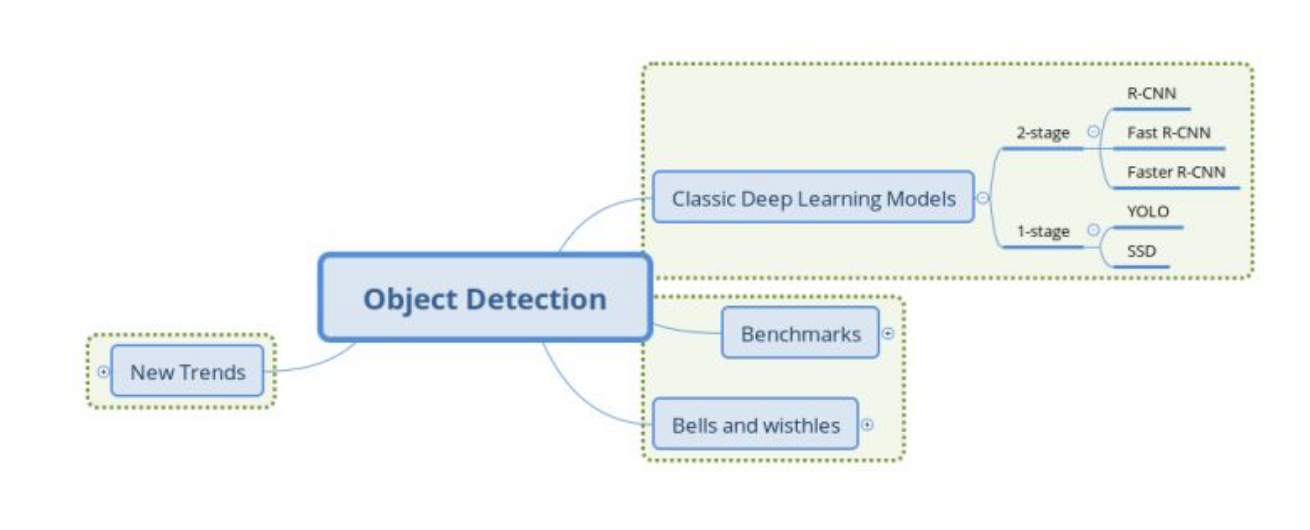 R-CNN
2-stage
Fast R-CNN
Faster R-CNN
Classic Deep Learning Models
YOLO
1-stage
SSD
Object Detection
Benchmarks
New Trends
Bells and wisthles